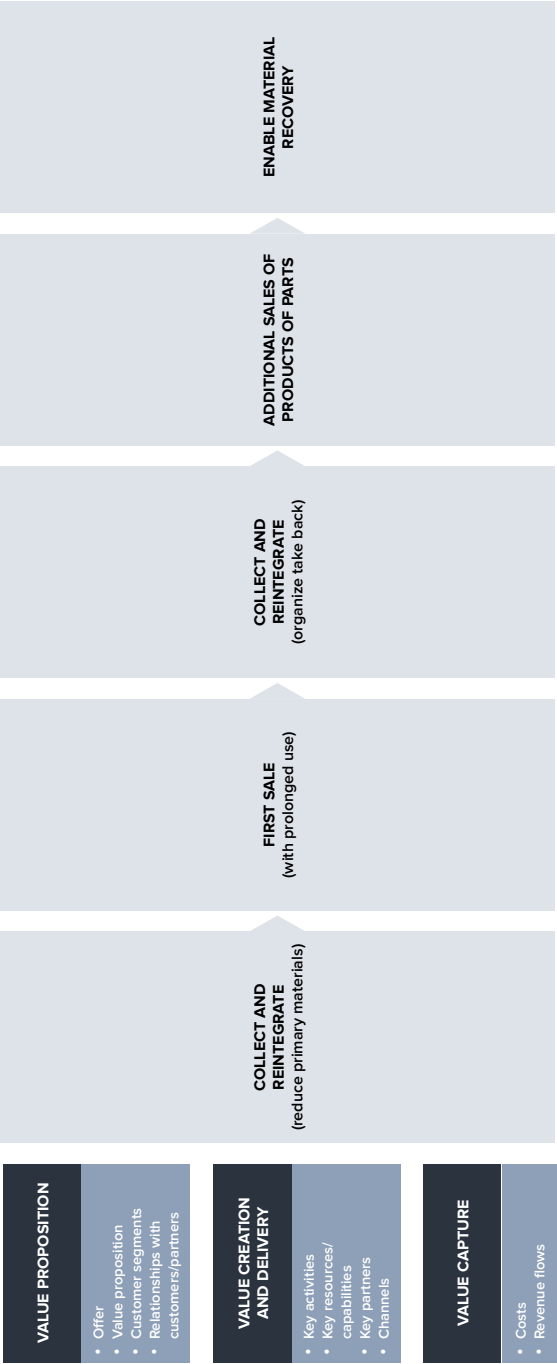 VALUE PROPOSITION
• Offer
• Value proposition
• Customer segments
• Relationships with
customers/partners
VALUE CREATION
AND DELIVERY
• Key activities
• Key resources/
capabilities
• Key partners
• Channels
VALUE CAPTURE
• Costs
• Revenue flows
COLLECT AND
REINTEGRATE
(reduce primary materials)
FIRST SALE
(with prolonged use)
COLLECT AND
REINTEGRATE
(organize take back)
ADDITIONAL SALES OF
PRODUCTS OF PARTS
ENABLE MATERIAL
RECOVERY